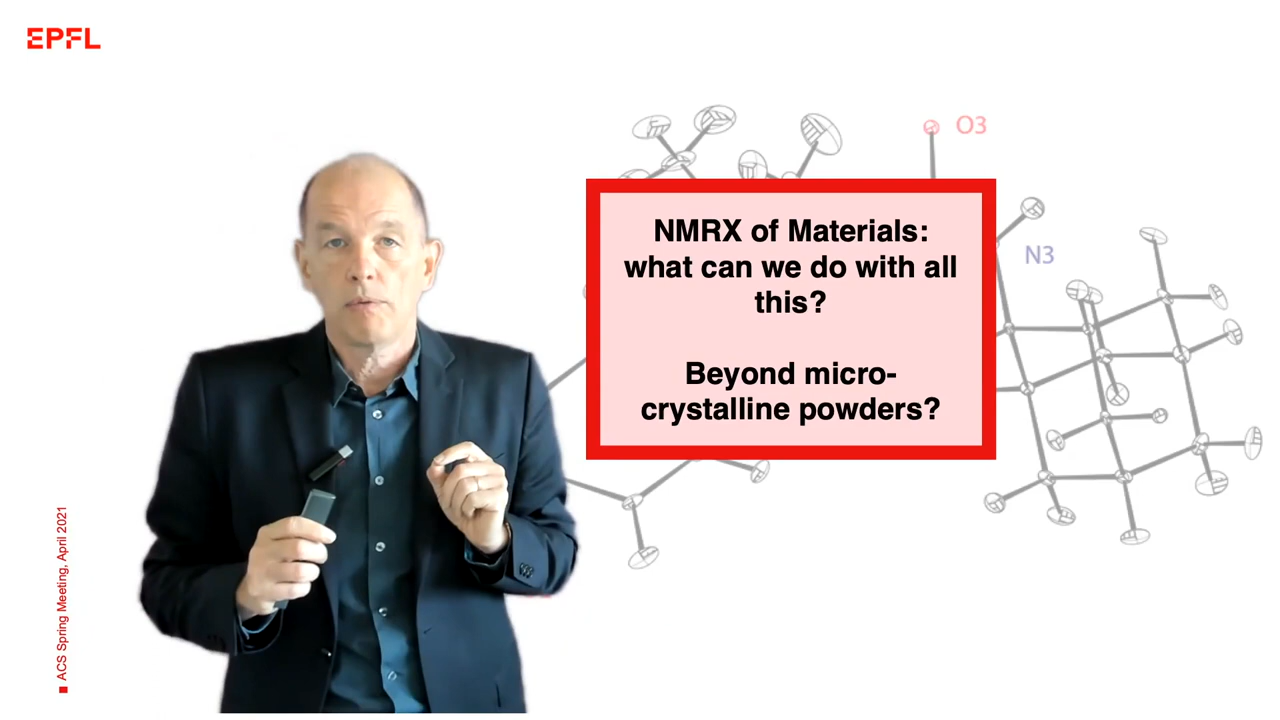 EPFL
O3
NMRX of Materials:
what can we do with all
this?
N3
Beyond micro-
crystalline powders?
ACS Spring Meeting, April 2021